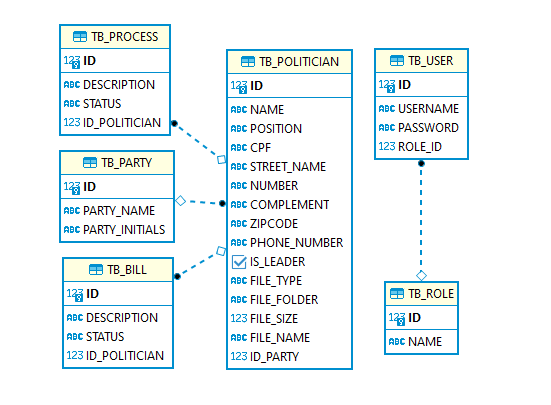 TB_PROCESS
123 ID
ABC DESCRIPTION
ABC STATUS
123 ID_POLITICIAN
TB_PARTY
123 ID
ABC PARTY_NAME
ABC PARTY_INITIALS
TB_BILL
123 ID
ABC DESCRIPTION
ABC STATUS
123 ID_POLITICIAN
TB_POLITICIAN
123 ID
ABC NAME
ABC POSITION
ABC CPF
ABC STREET_NAME
ABC NUMBER
ABC COMPLEMENT
ABC ZIPCODE
ABC PHONE_NUMBER
IS_LEADER
ABC FILE_TYPE
ABC FILE_FOLDER
123 FILE_SIZE
ABC FILE_NAME
123 ID_PARTY
TB_USER
123 ID
ABC USERNAME
ABC PASSWORD
123 ROLE_ID
TB_ROLE
123 ID
ABC NAME